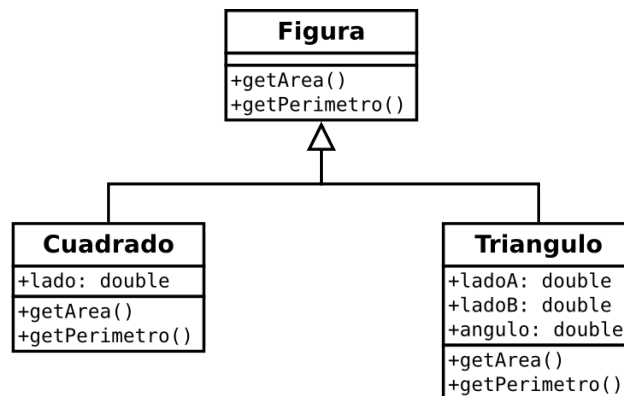 Figura
+getArea()
+getPerimetro()
Cuadrado
+lado: double
+getArea()
+getPerimetro()
Triangulo
+ladoA: double
+ladoB: double
+angulo: double
+getArea()
+getPerimetro()